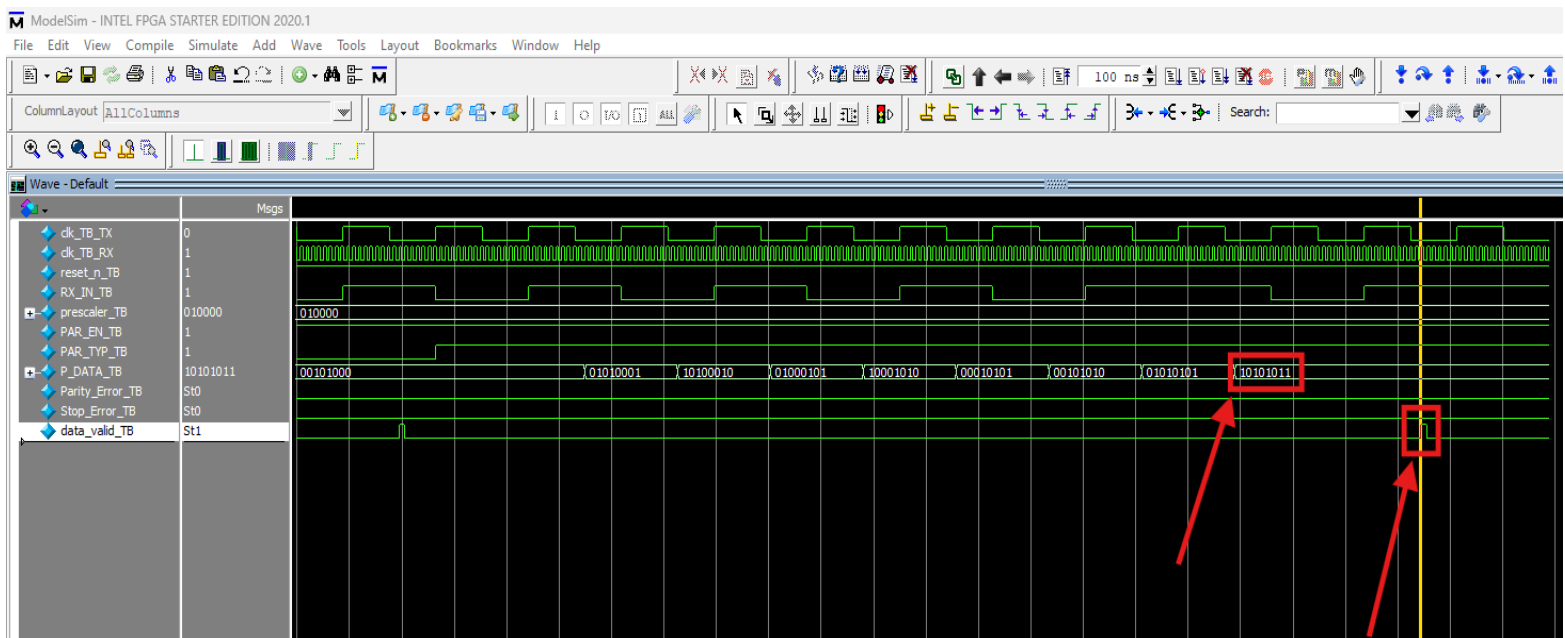 ModelSim - INTEL FPGA STARTER EDITION 2020.1
File Edit View Compile Simulate Add Wave Tools Layout Bookmarks Window Help
100 ns
ColumnLayout AllColumns
Search:
Wave - Default
Msgs
clk_TB_TX 0
clk_TB_RX 1
reset_n_TB 1
RX_IN_TB 1
prescaler_TB 010000 010000
PAR_EN_TB 1
PAR_TYP_TB 1
P_DATA_TB 10101011 00101000 01010001 10100010 01000101 10001010 00010101 00101010 01010101 10101011
Parity_Error_TB St0
Stop_Error_TB St0
data_valid_TB St1